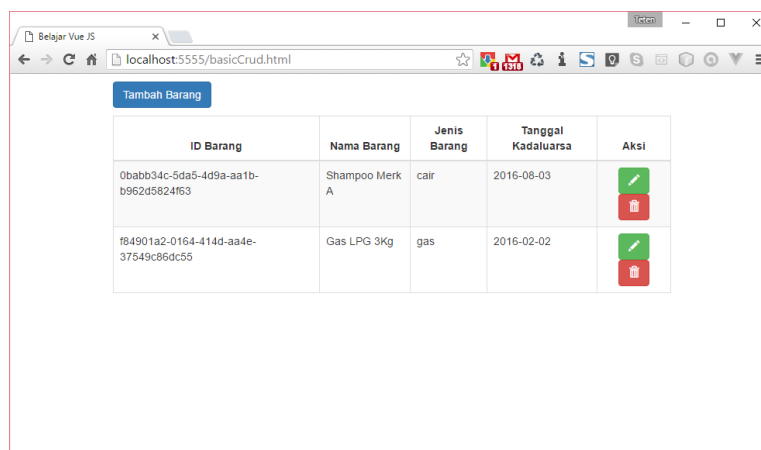 Teten
Belajar Vue JS
localhost:5555/basicCrud.html
1
1318
Tambah Barang
ID Barang
Nama Barang
Jenis
Barang
Tanggal
Kadaluarsa
Aksi
0babb34c-5da5-4d9a-aa1b-
b962d5824f63
Shampoo Merk
A
cair
2016-08-03
f84901a2-0164-414d-aa4e-
37549c86dc55
Gas LPG 3Kg
gas
2016-02-02